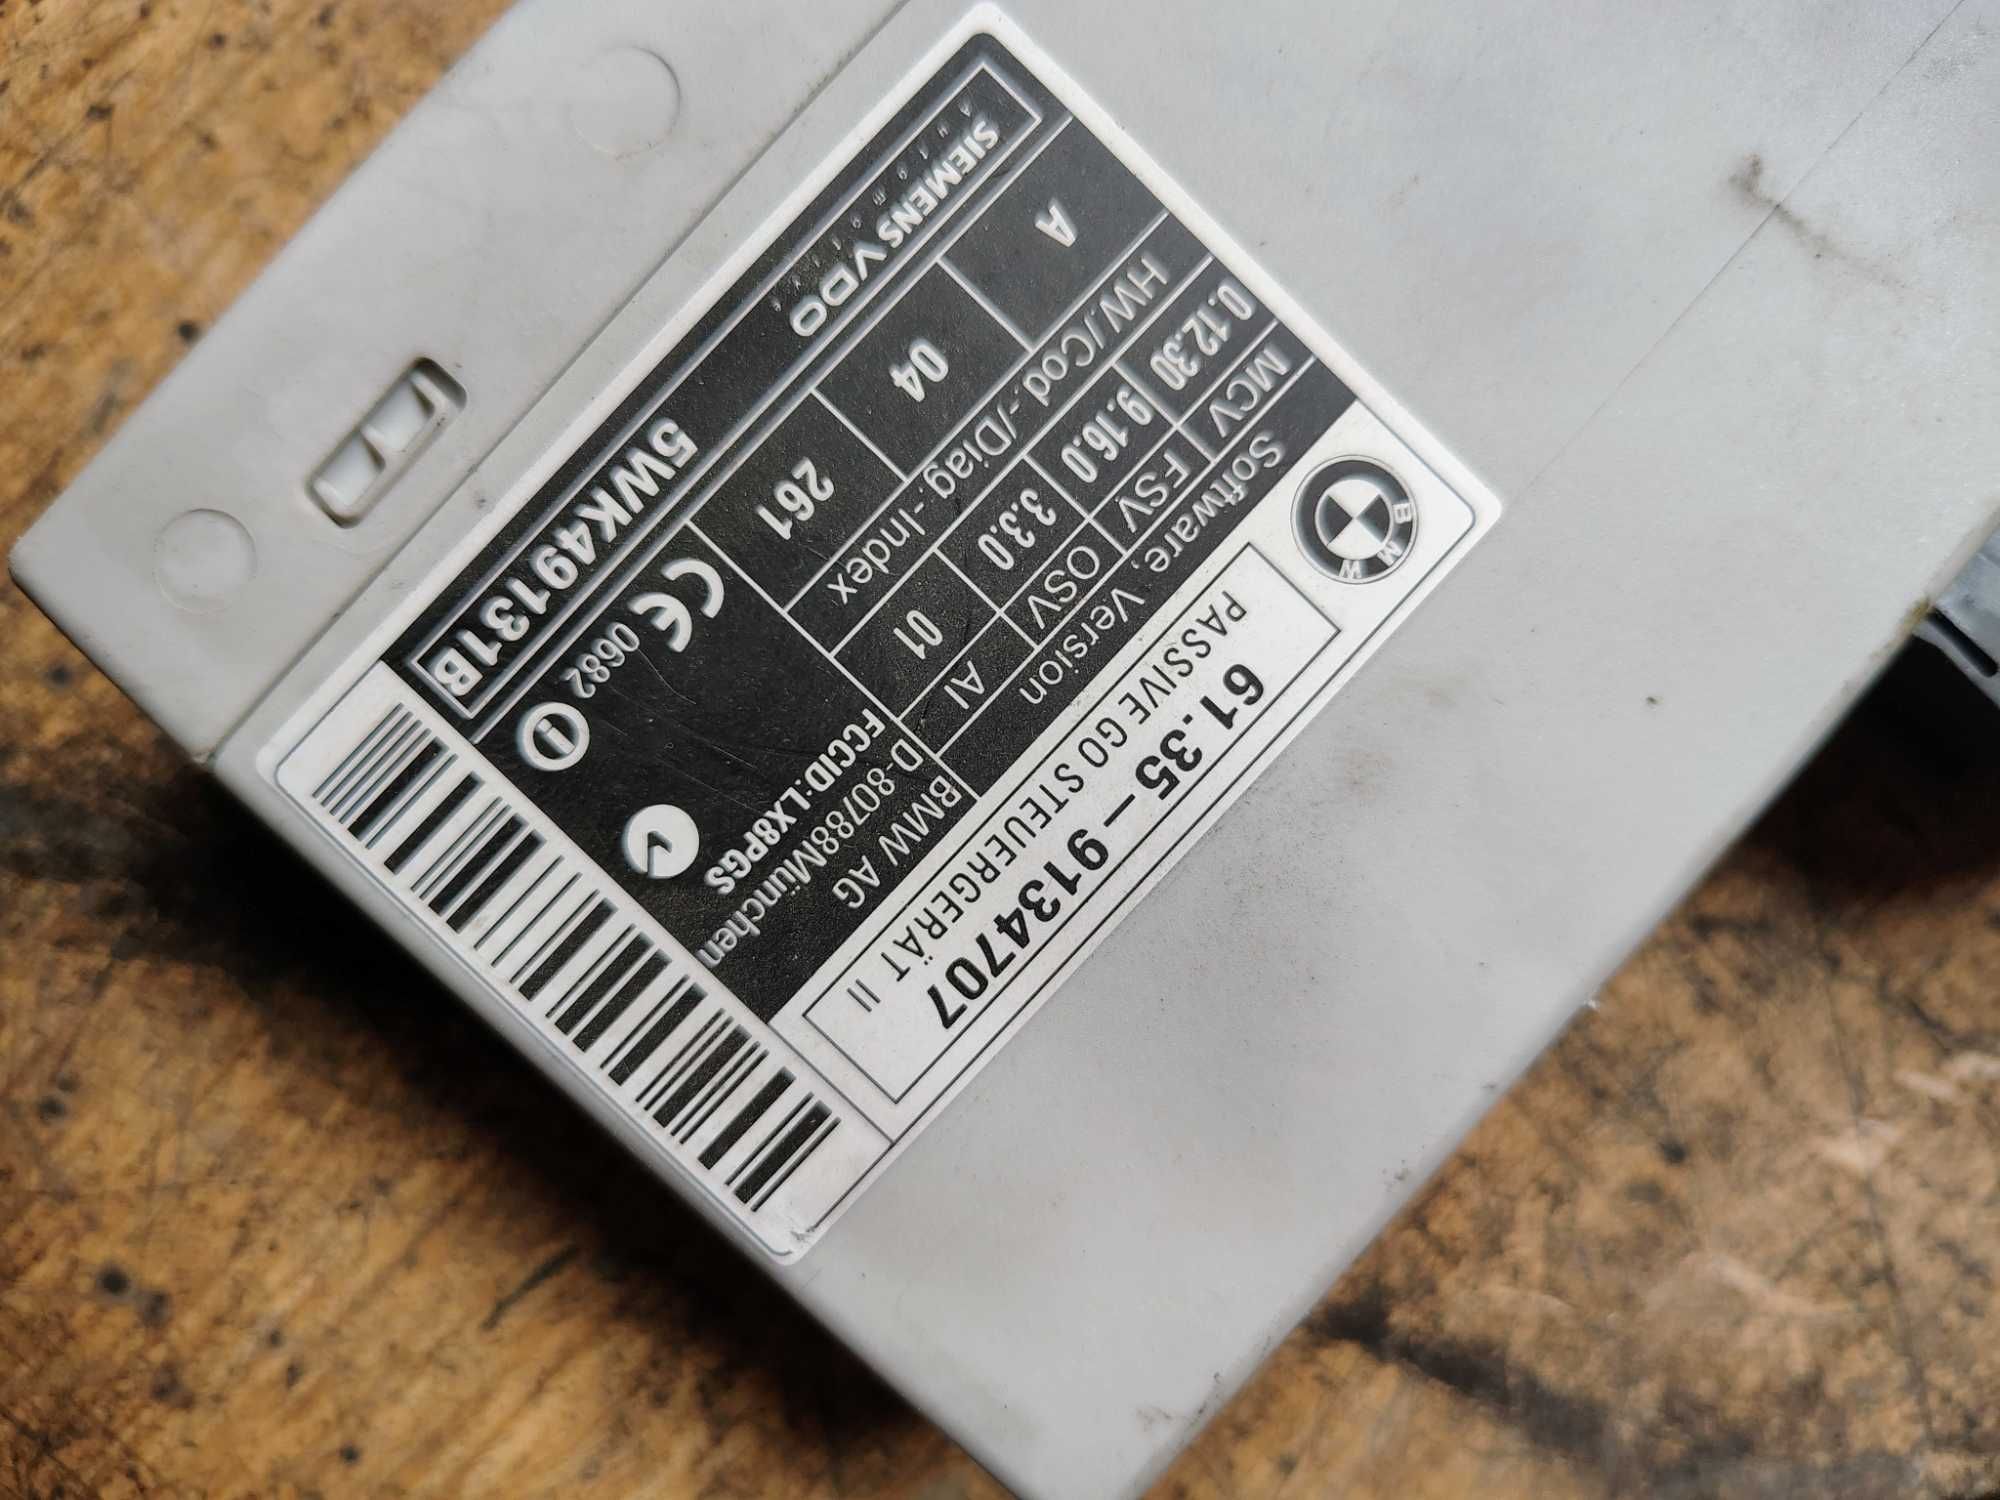 BMW
61.35-9134707
PASSIVE GO STEUERGERÄT II
Software, Version
MCV FSV OSV AI
0.12.30 9.16.0 3.3.0 01
HW./Cod.-/Diag.-Index
A 04 261
BMW AG
D-80788München
FCCID:LX8PGS
CE 0682
SIEMENS VDO 5WK49131B